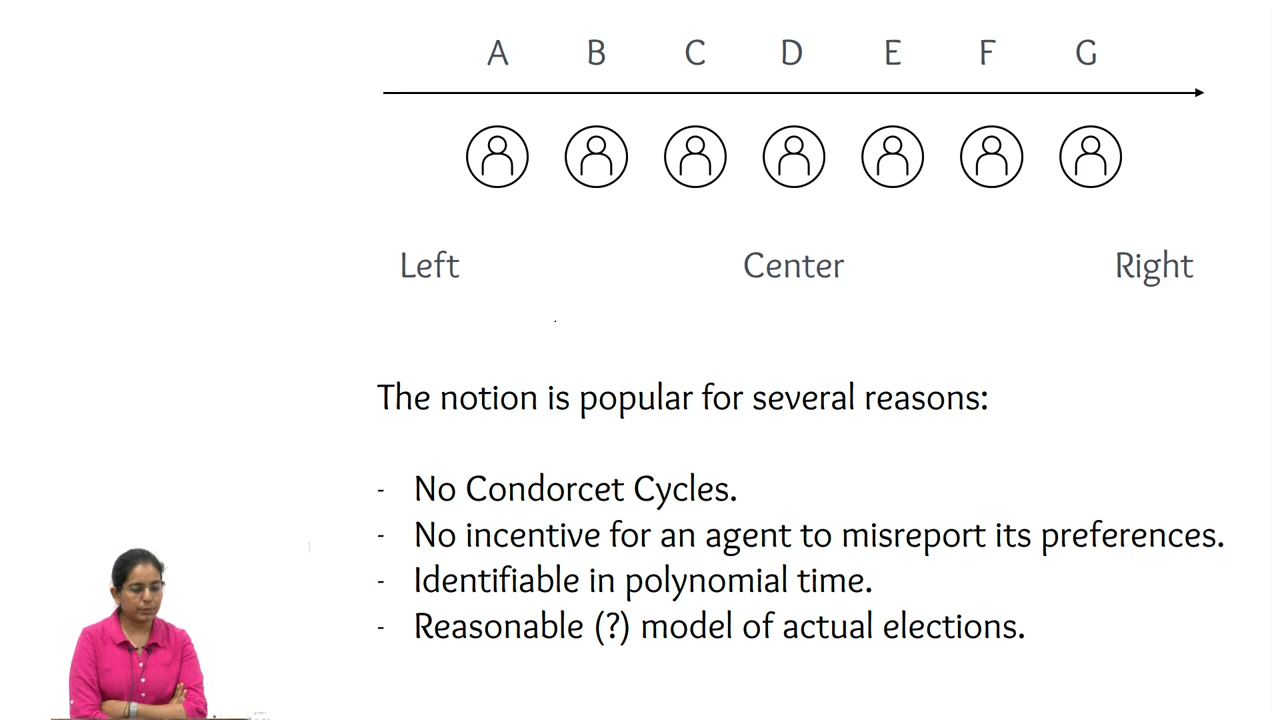 A B C D E F G
Left Center Right
The notion is popular for several reasons:
- No Condorcet Cycles.
- No incentive for an agent to misreport its preferences.
- Identifiable in polynomial time.
- Reasonable (?) model of actual elections.